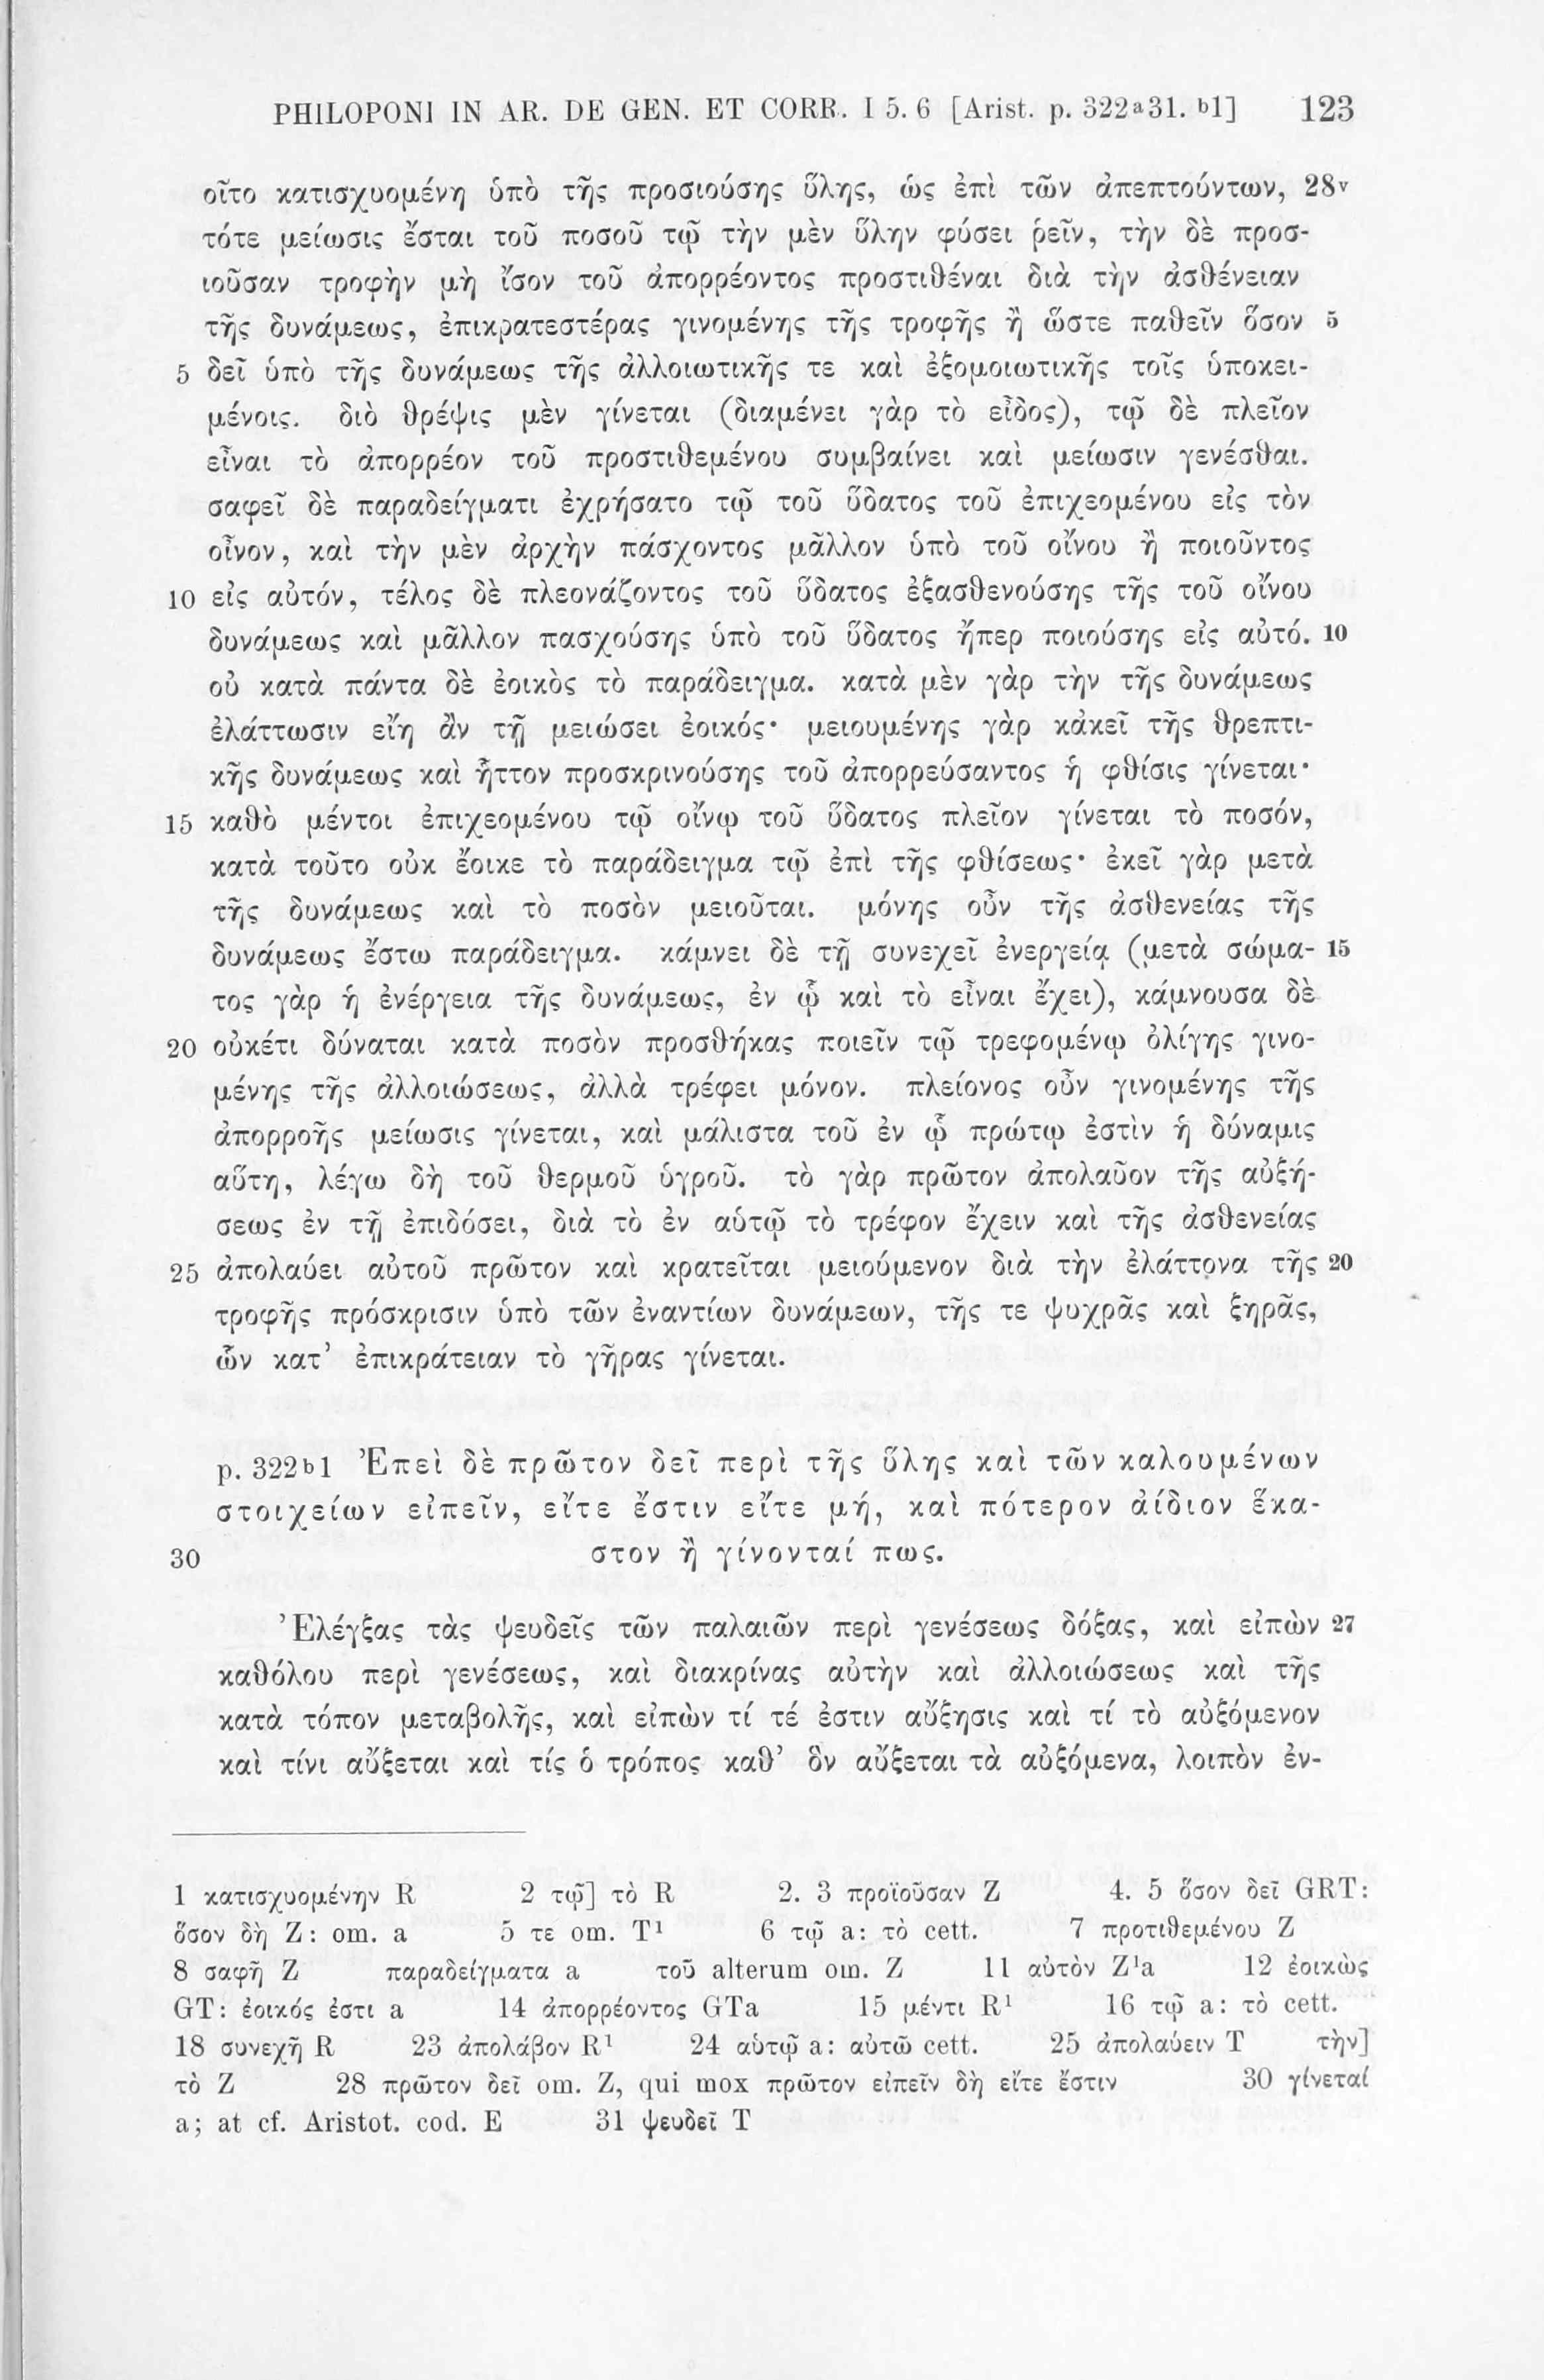 PHILOPONI IN AR. DE GEN. ET CORR. I 5. 6 [Arist. p. 322ᵃ31. ᵇ1] 123
οῖτο κατισχυομένη ὑπὸ τῆς προσιούσης ὕλης, ὡς ἐπὶ τῶν ἀπεπτούντων, 28ᵛ
τότε μείωσις ἔσται τοῦ ποσοῦ τῷ τὴν μὲν ὕλην φύσει ῥεῖν, τὴν δὲ προσ-
ιοῦσαν τροφὴν μὴ ἴσον τοῦ ἀπορρέοντος προστιθέναι διὰ τὴν ἀσθένειαν
τῆς δυνάμεως, ἐπικρατεστέρας γινομένης τῆς τροφῆς ἢ ὥστε παθεῖν ὅσον 5
5 δεῖ ὑπὸ τῆς δυνάμεως τῆς ἀλλοιωτικῆς τε καὶ ἐξομοιωτικῆς τοῖς ὑποκει-
μένοις. διὸ θρέψις μὲν γίνεται (διαμένει γὰρ τὸ εἶδος), τῷ δὲ πλεῖον
εἶναι τὸ ἀπορρέον τοῦ προστιθεμένου συμβαίνει καὶ μείωσιν γενέσθαι.
σαφεῖ δὲ παραδείγματι ἐχρήσατο τῷ τοῦ ὕδατος τοῦ ἐπιχεομένου εἰς τὸν
οἶνον, καὶ τὴν μὲν ἀρχὴν πάσχοντος μᾶλλον ὑπὸ τοῦ οἴνου ἢ ποιοῦντος
10 εἰς αὐτόν, τέλος δὲ πλεονάζοντος τοῦ ὕδατος ἐξασθενούσης τῆς τοῦ οἴνου
δυνάμεως καὶ μᾶλλον πασχούσης ὑπὸ τοῦ ὕδατος ἤπερ ποιούσης εἰς αὐτό. 10
οὐ κατὰ πάντα δὲ ἐοικὸς τὸ παράδειγμα. κατὰ μὲν γὰρ τὴν τῆς δυνάμεως
ἐλάττωσιν εἴη ἂν τῇ μειώσει ἐοικός· μειουμένης γὰρ κἀκεῖ τῆς θρεπτι-
κῆς δυνάμεως καὶ ἧττον προσκρινούσης τοῦ ἀπορρεύσαντος ἡ φθίσις γίνεται·
15 καθὸ μέντοι ἐπιχεομένου τῷ οἴνῳ τοῦ ὕδατος πλεῖον γίνεται τὸ ποσόν,
κατὰ τοῦτο οὐκ ἔοικε τὸ παράδειγμα τῷ ἐπὶ τῆς φθίσεως· ἐκεῖ γὰρ μετὰ
τῆς δυνάμεως καὶ τὸ ποσὸν μειοῦται. μόνης οὖν τῆς ἀσθενείας τῆς
δυνάμεως ἔστω παράδειγμα. κάμνει δὲ τῇ συνεχεῖ ἐνεργείᾳ (μετὰ σώμα- 15
τος γὰρ ἡ ἐνέργεια τῆς δυνάμεως, ἐν ᾧ καὶ τὸ εἶναι ἔχει), κάμνουσα δὲ
20 οὐκέτι δύναται κατὰ ποσὸν προσθήκας ποιεῖν τῷ τρεφομένῳ ὀλίγης γινο-
μένης τῆς ἀλλοιώσεως, ἀλλὰ τρέφει μόνον. πλείονος οὖν γινομένης τῆς
ἀπορροῆς μείωσις γίνεται, καὶ μάλιστα τοῦ ἐν ᾧ πρώτῳ ἐστὶν ἡ δύναμις
αὕτη, λέγω δὴ τοῦ θερμοῦ ὑγροῦ. τὸ γὰρ πρῶτον ἀπολαῦον τῆς αὐξή-
σεως ἐν τῇ ἐπιδόσει, διὰ τὸ ἐν αὑτῷ τὸ τρέφον ἔχειν καὶ τῆς ἀσθενείας
25 ἀπολαύει αὐτοῦ πρῶτον καὶ κρατεῖται μειούμενον διὰ τὴν ἐλάττονα τῆς 20
τροφῆς πρόσκρισιν ὑπὸ τῶν ἐναντίων δυνάμεων, τῆς τε ψυχρᾶς καὶ ξηρᾶς,
ὧν κατ’ ἐπικράτειαν τὸ γῆρας γίνεται.
p. 322ᵇ1 Ἐπεὶ δὲ πρῶτον δεῖ περὶ τῆς ὕλης καὶ τῶν καλουμένων
στοιχείων εἰπεῖν, εἴτε ἔστιν εἴτε μή, καὶ πότερον ἀίδιον ἕκα-
30 στον ἢ γίνονταί πως.
Ἐλέγξας τὰς ψευδεῖς τῶν παλαιῶν περὶ γενέσεως δόξας, καὶ εἰπὼν 27
καθόλου περὶ γενέσεως, καὶ διακρίνας αὐτὴν καὶ ἀλλοιώσεως καὶ τῆς
κατὰ τόπον μεταβολῆς, καὶ εἰπὼν τί τέ ἐστιν αὔξησις καὶ τί τὸ αὐξόμενον
καὶ τίνι αὔξεται καὶ τίς ὁ τρόπος καθ’ ὃν αὔξεται τὰ αὐξόμενα, λοιπὸν ἐν-
1 κατισχυομένην R 2 τῷ] τὸ R 2. 3 προϊοῦσαν Z 4. 5 ὅσον δεῖ GRT:
ὅσον δὴ Z: om. a 5 τε om. T¹ 6 τῷ a: τὸ cett. 7 προτιθεμένου Z
8 σαφῆ Z παραδείγματα a τοῦ alterum om. Z 11 αὐτὸν Z¹a 12 ἐοικὼς
GT: ἐοικός ἐστι a 14 ἀπορρέοντος GTa 15 μέντι R¹ 16 τῷ a: τὸ cett.
18 συνεχῆ R 23 ἀπολάβον R¹ 24 αὑτῷ a: αὐτῶ cett. 25 ἀπολαύειν T τὴν]
τὸ Z 28 πρῶτον δεῖ om. Z, qui mox πρῶτον εἰπεῖν δὴ εἴτε ἔστιν 30 γίνεταί
a; at cf. Aristot. cod. E 31 ψευδεῖ T